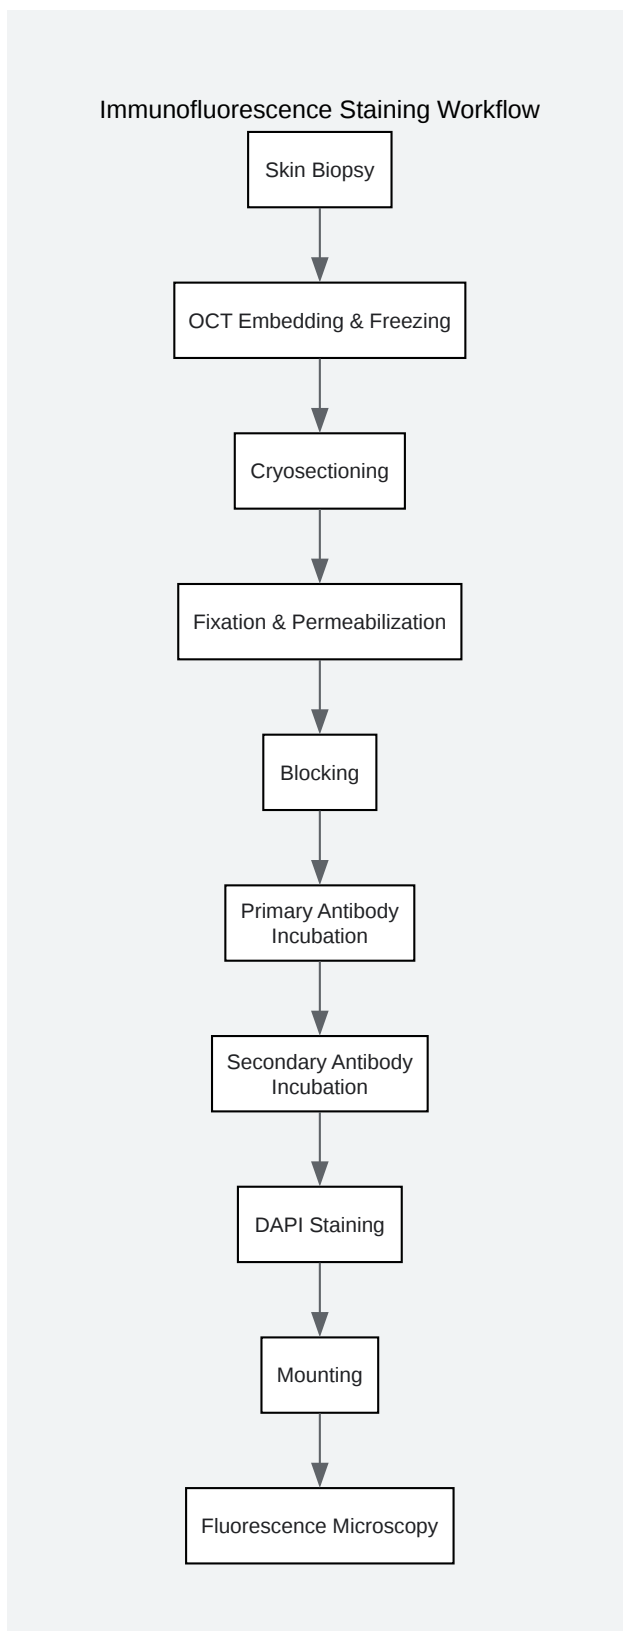 Immunofluorescence Staining Workflow
Skin Biopsy
OCT Embedding & Freezing
Cryosectioning
Fixation & Permeabilization
Blocking
Primary Antibody
Incubation
Secondary Antibody
Incubation
DAPI Staining
Mounting
Fluorescence Microscopy